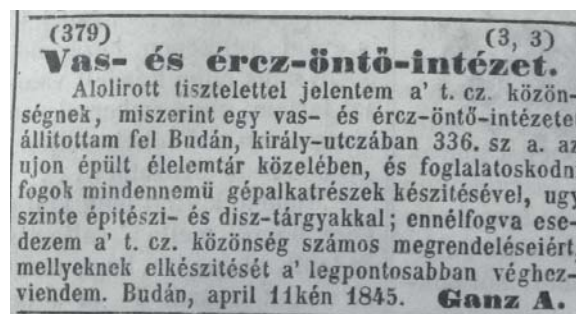 (379) (3, 3)
Vas- és ércz-öntő-intézet.
Alolirott tisztelettel jelentem a' t. cz. közön-
ségnek, miszerint egy vas- és ércz-öntő-intézetet
állitottam fel Budán, király-utczában 336. sz a. az
ujon épült élelemtár közelében, és foglalatoskodni
fogok mindennemü gépalkatrészek készitésével, ugy
szinte épitészi- és disz-tárgyakkal; ennélfogva ese-
dezem a' t. cz. közönség számos megrendeléseiért,
mellyeknek elkészitését a' legpontosabban véghez-
viendem. Budán, april 11kén 1845. Ganz A.